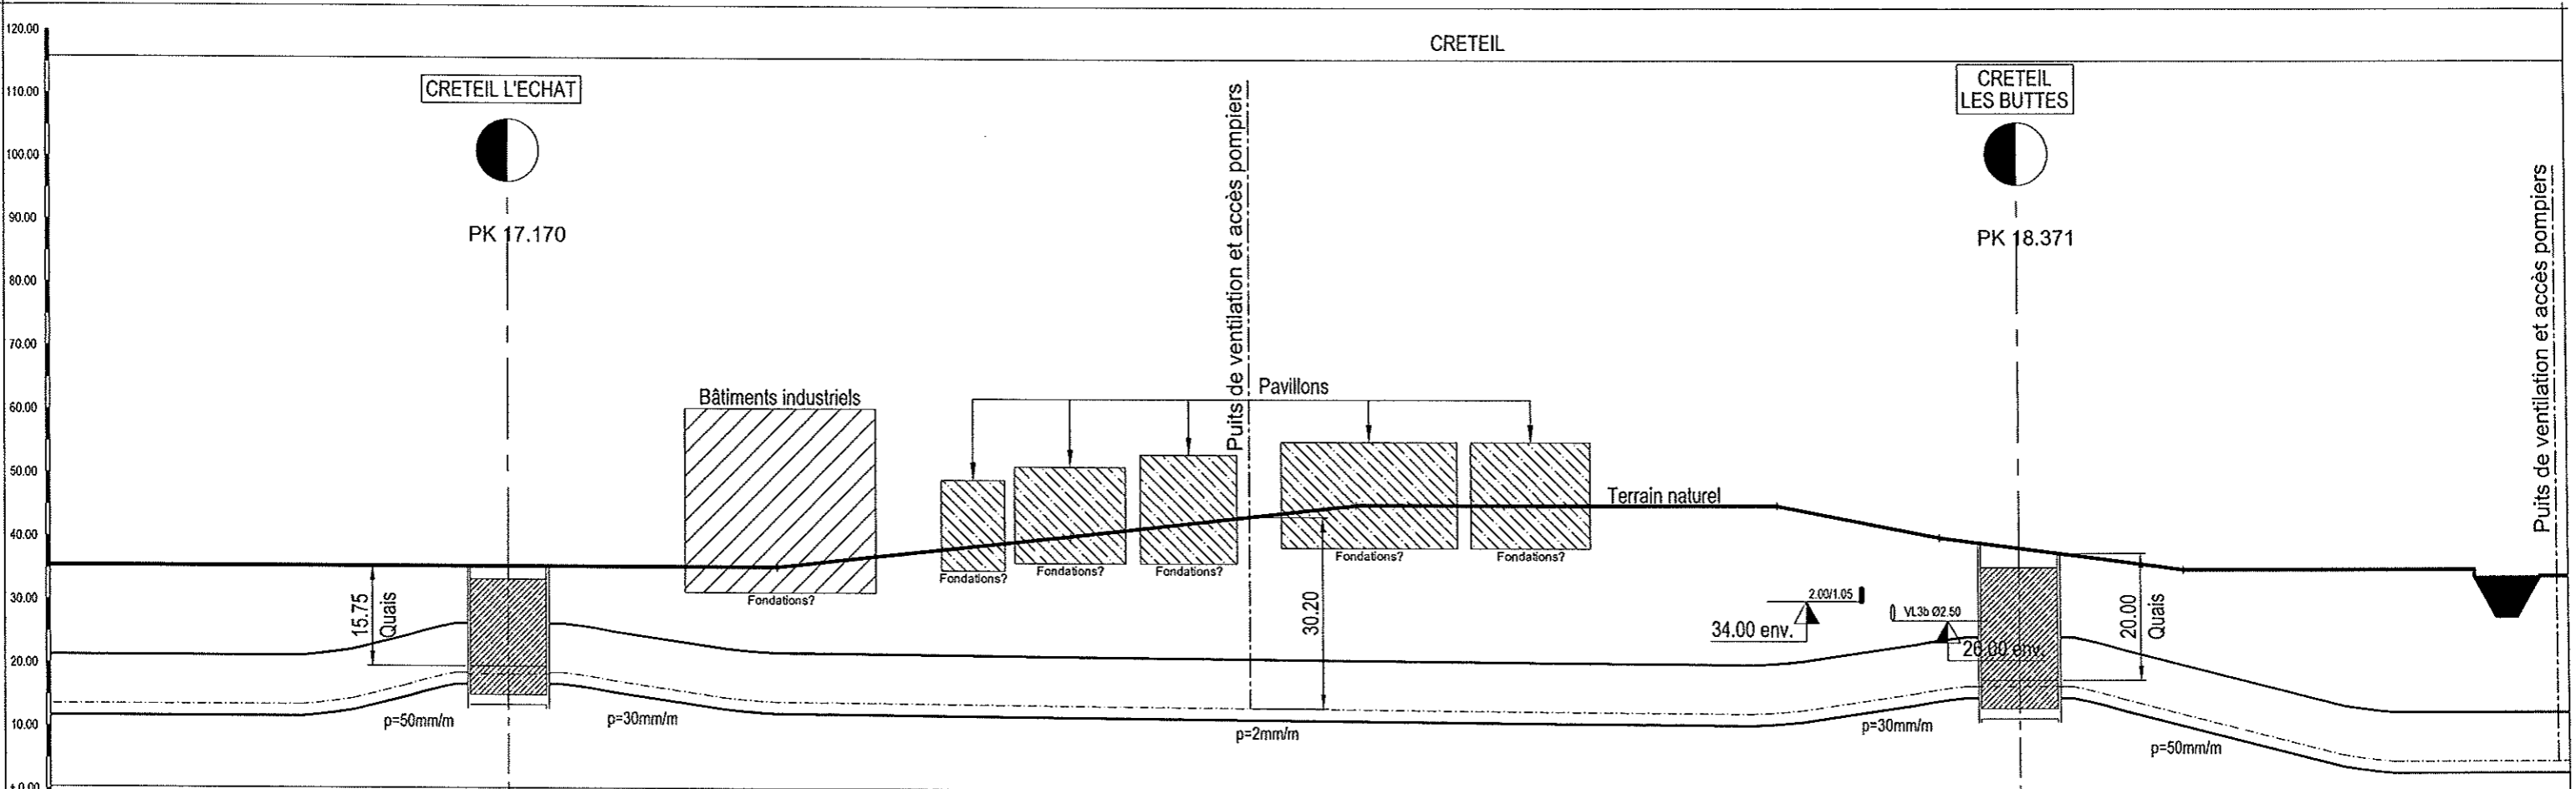 CRETEIL
120.00
110.00
100.00
90.00
80.00
70.00
60.00
50.00
40.00
30.00
20.00
10.00
± 0.00
CRETEIL L'ECHAT
PK 17.170
Puits de ventilation et accès pompiers
CRETEIL
LES BUTTES
PK 18.371
Puits de ventilation et accès pompiers
Bâtiments industriels
Pavillons
Terrain naturel
Fondations?
Fondations?
Fondations?
Fondations?
Fondations?
Fondations?
15.75
Quais
30.20
2.00/1.05
34.00 env.
VL3b Ø2.50
26.00 env.
20.00
Quais
p=50mm/m
p=30mm/m
p=2mm/m
p=30mm/m
p=50mm/m